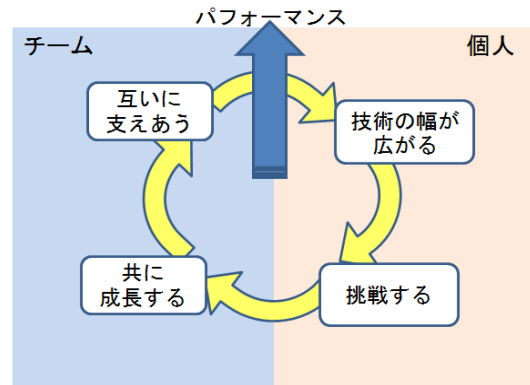 パフォーマンス
チーム
個人
互いに
支えあう
技術の幅が
広がる
共に
成長する
挑戦する